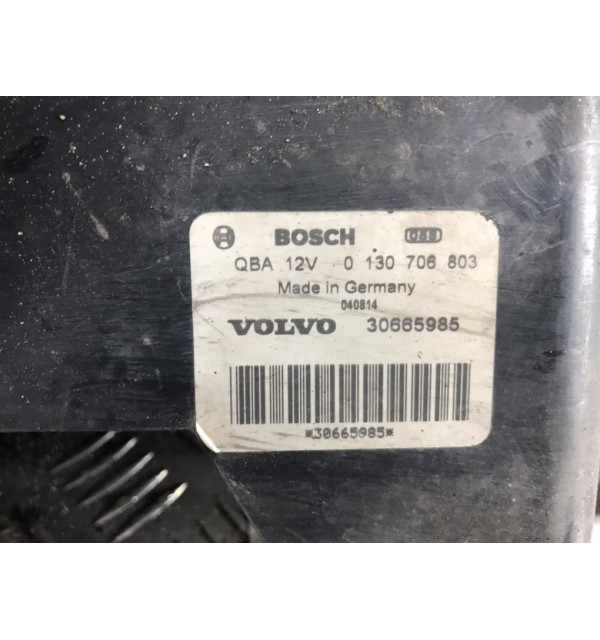 BOSCH
QBA 12V 0 130 706 803
Made in Germany
040814
VOLVO 30665985
*30665985*